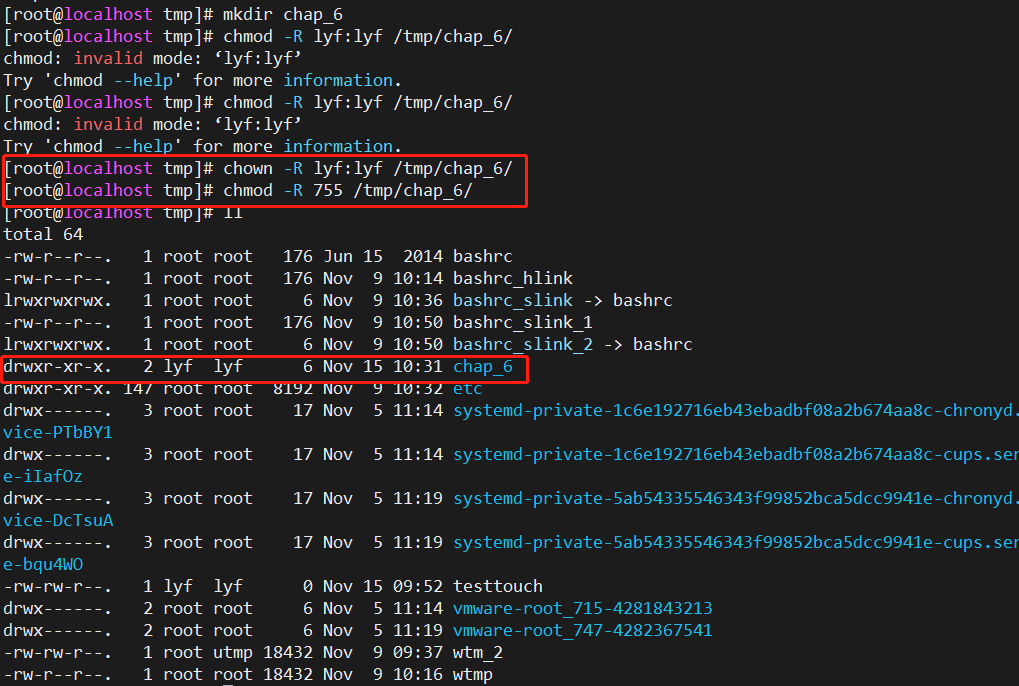 [root@localhost tmp]# mkdir chap_6
[root@localhost tmp]# chmod -R lyf:lyf /tmp/chap_6/
chmod: invalid mode: ‘lyf:lyf’
Try 'chmod --help' for more information.
[root@localhost tmp]# chmod -R lyf:lyf /tmp/chap_6/
chmod: invalid mode: ‘lyf:lyf’
Try 'chmod --help' for more information.
[root@localhost tmp]# chown -R lyf:lyf /tmp/chap_6/
[root@localhost tmp]# chmod -R 755 /tmp/chap_6/
[root@localhost tmp]# ll
total 64
-rw-r--r--.   1 root root   176 Jun 15  2014 bashrc
-rw-r--r--.   1 root root   176 Nov  9 10:14 bashrc_hlink
lrwxrwxrwx.   1 root root     6 Nov  9 10:36 bashrc_slink -> bashrc
-rw-r--r--.   1 root root   176 Nov  9 10:50 bashrc_slink_1
lrwxrwxrwx.   1 root root     6 Nov  9 10:50 bashrc_slink_2 -> bashrc
drwxr-xr-x.   2 lyf  lyf      6 Nov 15 10:31 chap_6
drwxr-xr-x. 147 root root  8192 Nov  9 10:32 etc
drwx------.   3 root root    17 Nov  5 11:14 systemd-private-1c6e192716eb43ebadbf08a2b674aa8c-chronyd.
vice-PTbBY1
drwx------.   3 root root    17 Nov  5 11:14 systemd-private-1c6e192716eb43ebadbf08a2b674aa8c-cups.ser
e-iIafOz
drwx------.   3 root root    17 Nov  5 11:19 systemd-private-5ab54335546343f99852bca5dcc9941e-chronyd.
vice-DcTsuA
drwx------.   3 root root    17 Nov  5 11:19 systemd-private-5ab54335546343f99852bca5dcc9941e-cups.ser
e-bqu4WO
-rw-rw-r--.   1 lyf  lyf      0 Nov 15 09:52 testtouch
drwx------.   2 root root     6 Nov  5 11:14 vmware-root_715-4281843213
drwx------.   2 root root     6 Nov  5 11:19 vmware-root_747-4282367541
-rw-rw-r--.   1 root utmp 18432 Nov  9 09:37 wtm_2
-rw-r--r--.   1 root root 18432 Nov  9 10:16 wtmp